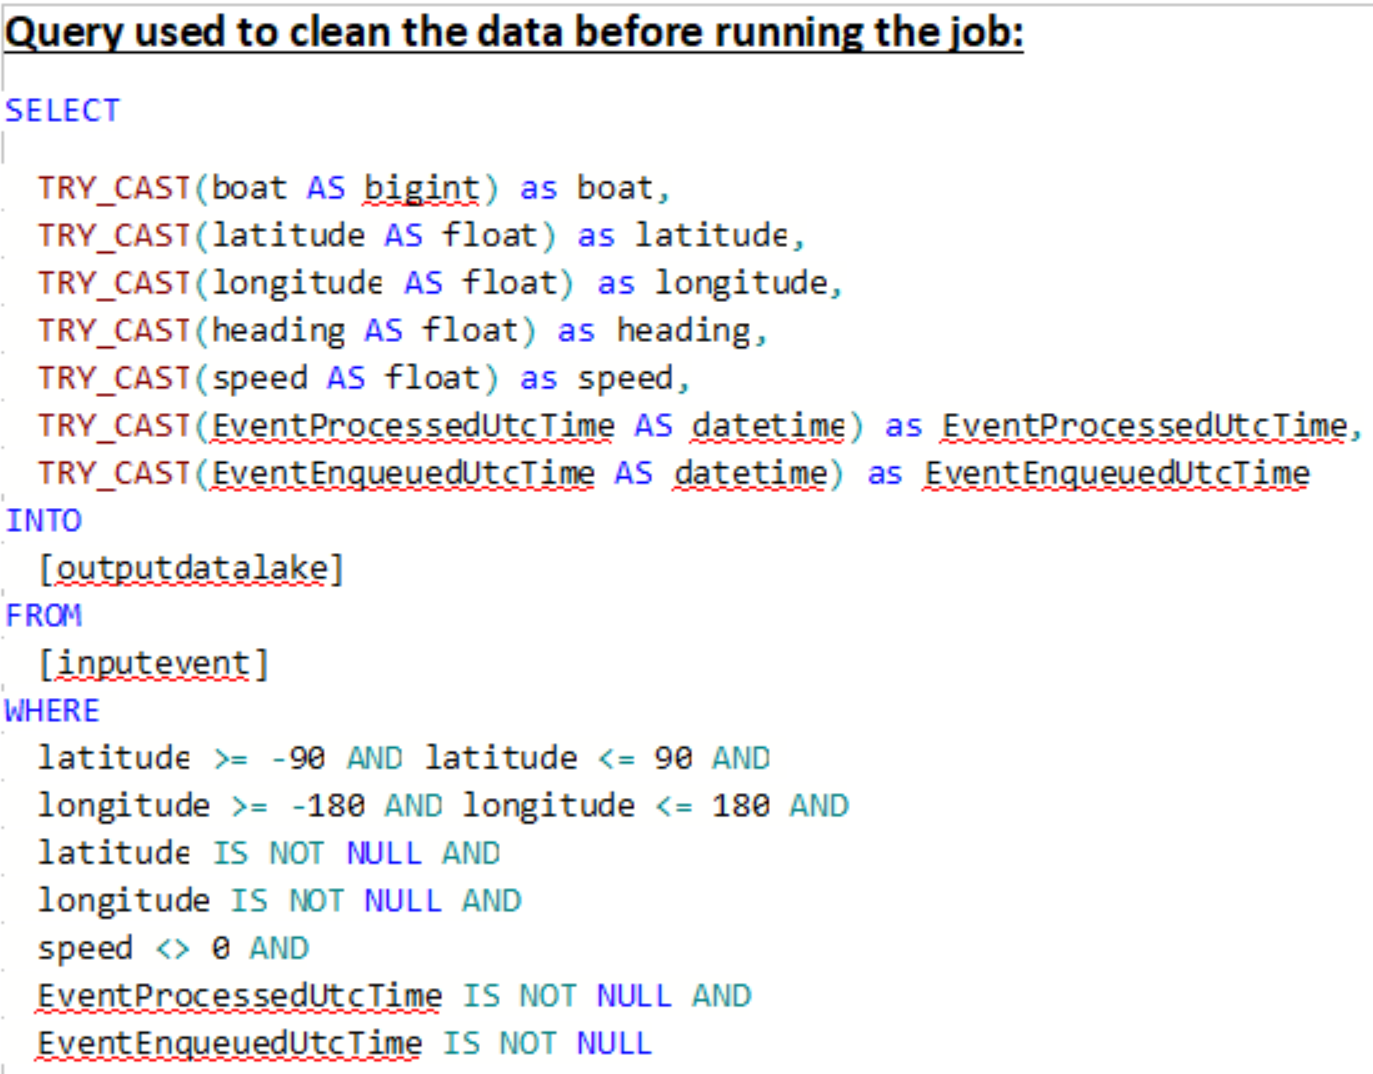 Query used to clean the data before running the job:
SELECT
TRY_CAST(boat AS bigint) as boat,
TRY_CAST(latitude AS float) as latitude,
TRY_CAST(longitude AS float) as longitude,
TRY_CAST(heading AS float) as heading,
TRY_CAST(speed AS float) as speed,
TRY_CAST(EventProcessedUtcTime AS datetime) as EventProcessedUtcTime,
TRY_CAST(EventEnqueuedUtcTime AS datetime) as EventEnqueuedUtcTime
INTO
[outputdatalake]
FROM
[inputevent]
WHERE
latitude >= -90 AND latitude <= 90 AND
longitude >= -180 AND longitude <= 180 AND
latitude IS NOT NULL AND
longitude IS NOT NULL AND
speed <> 0 AND
EventProcessedUtcTime IS NOT NULL AND
EventEnqueuedUtcTime IS NOT NULL